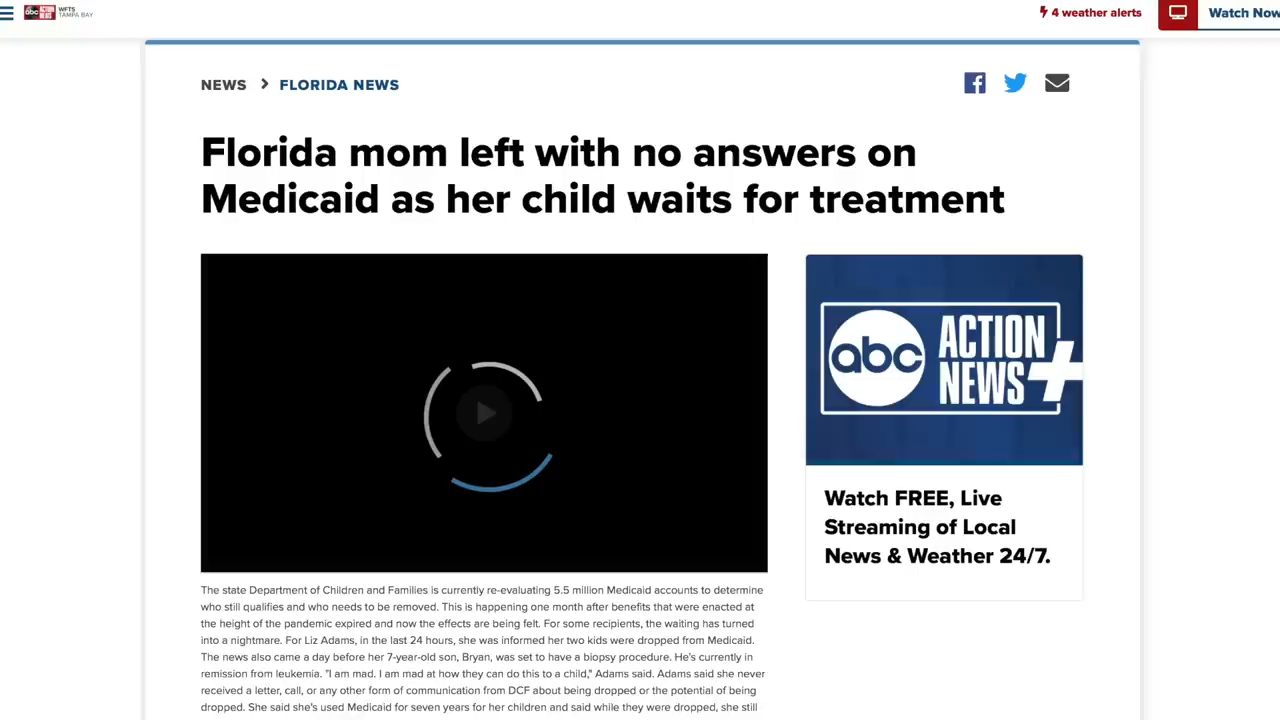 abc ACTION NEWS WFTS TAMPA BAY
4 weather alerts
Watch Now
NEWS > FLORIDA NEWS
Florida mom left with no answers on
Medicaid as her child waits for treatment
abc ACTION NEWS+
Watch FREE, Live
Streaming of Local
News & Weather 24/7.
The state Department of Children and Families is currently re-evaluating 5.5 million Medicaid accounts to determine
who still qualifies and who needs to be removed. This is happening one month after benefits that were enacted at
the height of the pandemic expired and now the effects are being felt. For some recipients, the waiting has turned
into a nightmare. For Liz Adams, in the last 24 hours, she was informed her two kids were dropped from Medicaid.
The news also came a day before her 7-year-old son, Bryan, was set to have a biopsy procedure. He's currently in
remission from leukemia. "I am mad. I am mad at how they can do this to a child," Adams said. Adams said she never
received a letter, call, or any other form of communication from DCF about being dropped or the potential of being
dropped. She said she's used Medicaid for seven years for her children and said while they were dropped, she still